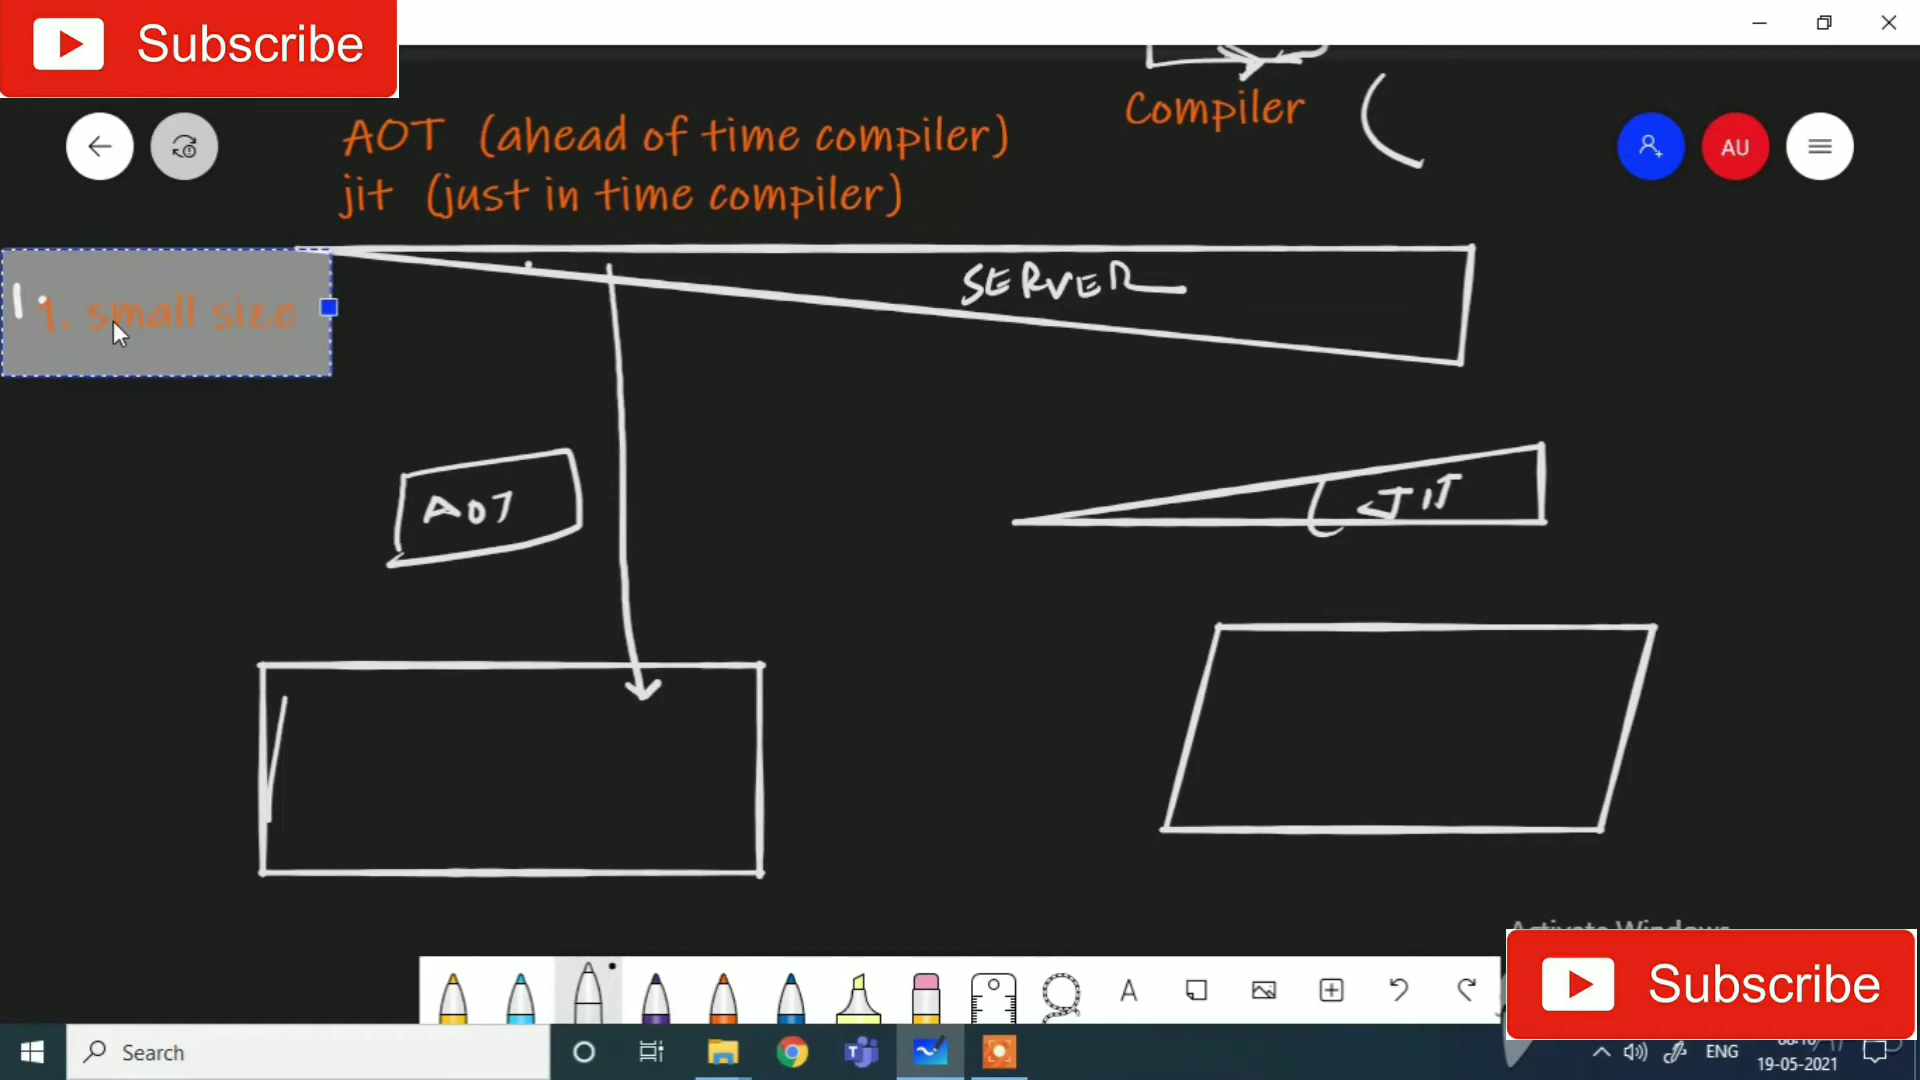 Subscribe
Compiler
AOT (ahead of time compiler)
AU
jit (just in time compiler)
SERVER
1. small size
AOT
JIT
Subscribe
Search
ENG
19-05-2021